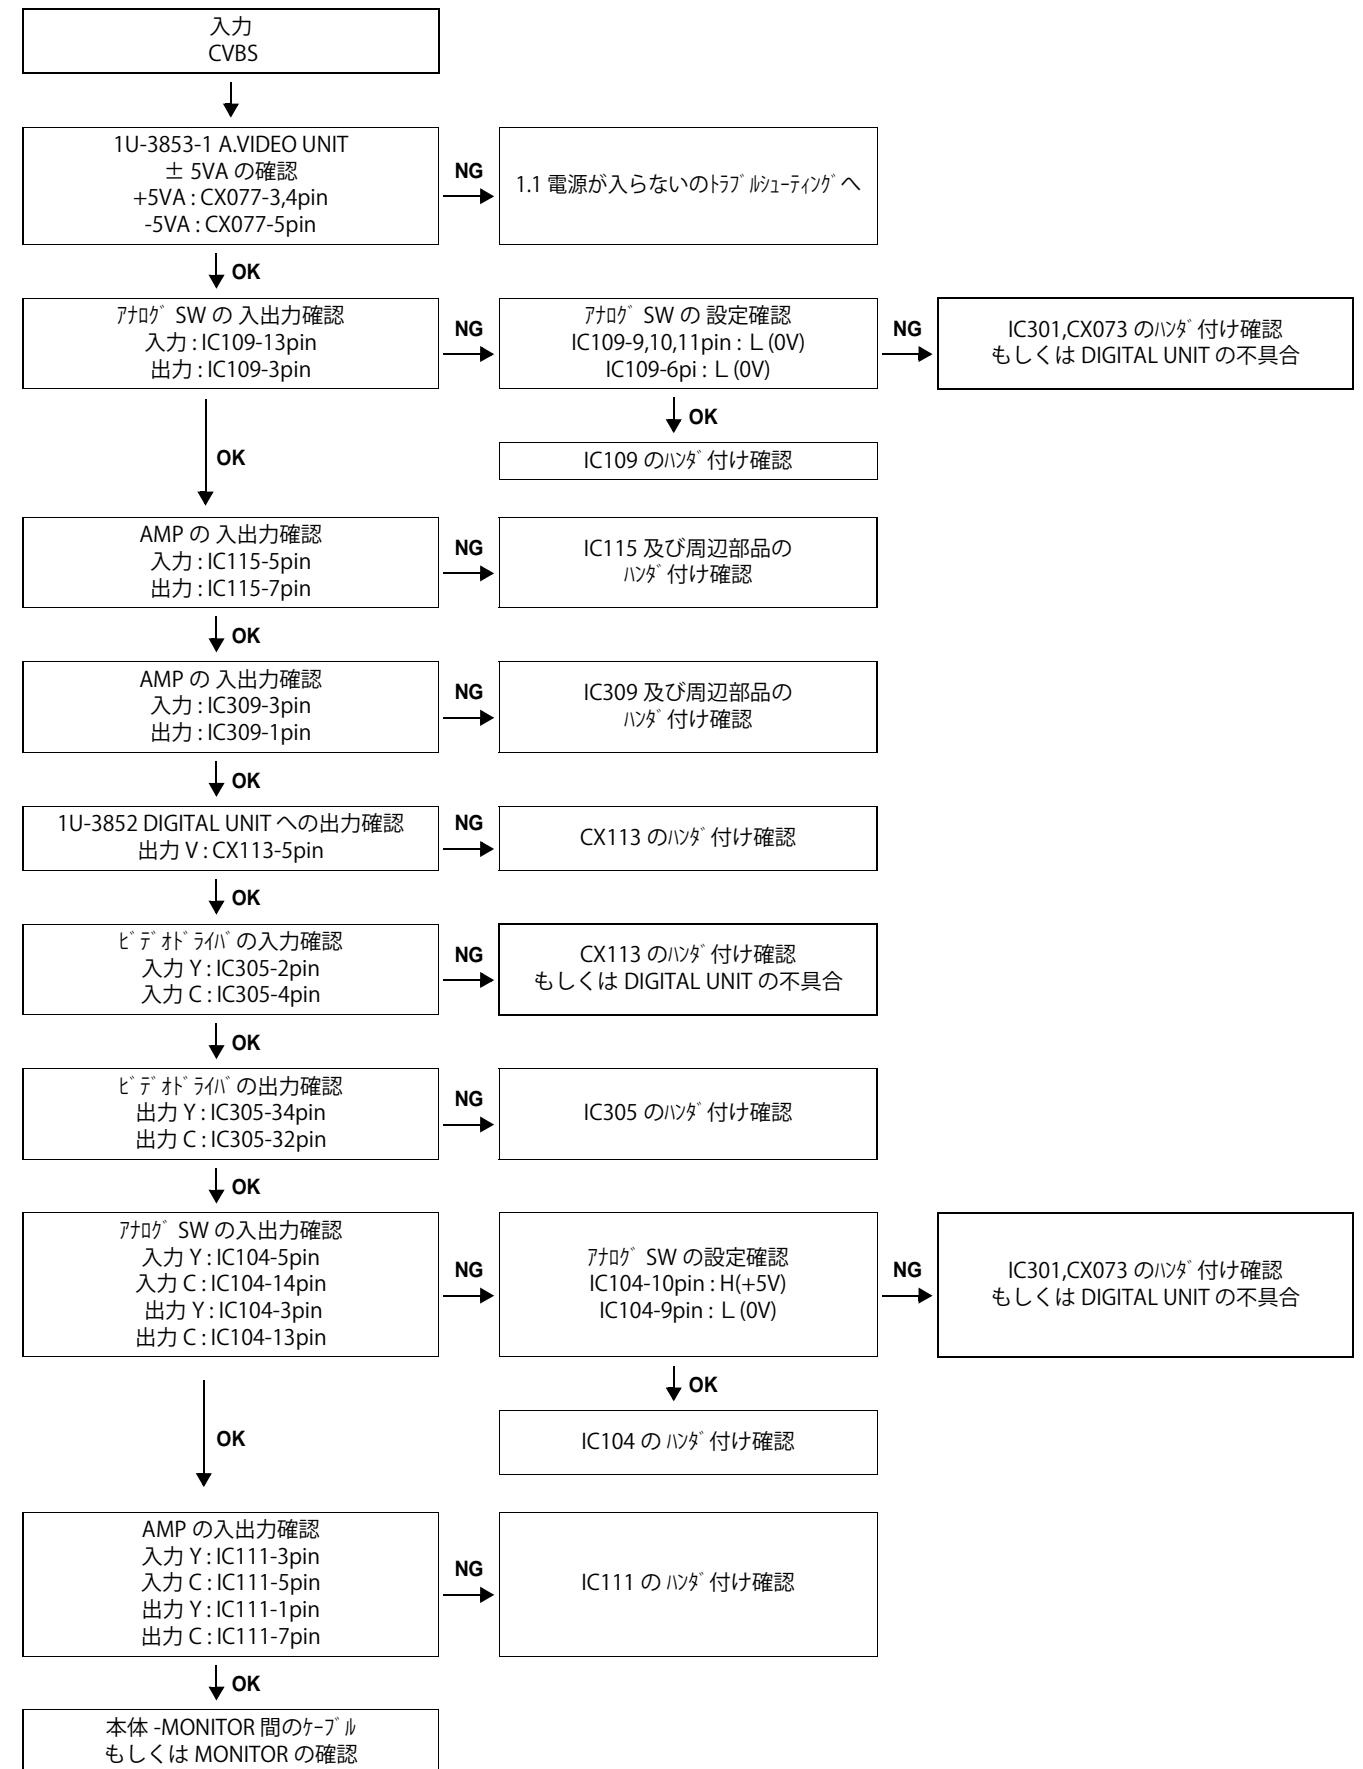 入力
CVBS
1U-3853-1 A.VIDEO UNIT
± 5VA の確認
+5VA : CX077-3,4pin
-5VA : CX077-5pin
NG
1.1 電源が入らないのﾄﾗﾌﾞﾙｼｭｰﾃｨﾝｸﾞへ
OK
ｱﾅﾛｸﾞ SW の 入出力確認
入力 : IC109-13pin
出力 : IC109-3pin
NG
ｱﾅﾛｸﾞ SW の 設定確認
IC109-9,10,11pin : L (0V)
IC109-6pi : L (0V)
NG
IC301,CX073 のﾊﾝﾀﾞ付け確認
もしくは DIGITAL UNIT の不具合
OK
IC109 のﾊﾝﾀﾞ付け確認
OK
AMP の 入出力確認
入力 : IC115-5pin
出力 : IC115-7pin
NG
IC115 及び周辺部品の
ﾊﾝﾀﾞ付け確認
OK
AMP の 入出力確認
入力 : IC309-3pin
出力 : IC309-1pin
NG
IC309 及び周辺部品の
ﾊﾝﾀﾞ付け確認
OK
1U-3852 DIGITAL UNIT への出力確認
出力 V : CX113-5pin
NG
CX113 のﾊﾝﾀﾞ付け確認
OK
ﾋﾞﾃﾞｵﾄﾞﾗｲﾊﾞの入力確認
入力 Y : IC305-2pin
入力 C : IC305-4pin
NG
CX113 のﾊﾝﾀﾞ付け確認
もしくは DIGITAL UNIT の不具合
OK
ﾋﾞﾃﾞｵﾄﾞﾗｲﾊﾞの出力確認
出力 Y : IC305-34pin
出力 C : IC305-32pin
NG
IC305 のﾊﾝﾀﾞ付け確認
OK
ｱﾅﾛｸﾞ SW の入出力確認
入力 Y : IC104-5pin
入力 C : IC104-14pin
出力 Y : IC104-3pin
出力 C : IC104-13pin
NG
ｱﾅﾛｸﾞ SW の設定確認
IC104-10pin : H(+5V)
IC104-9pin : L (0V)
NG
IC301,CX073 のﾊﾝﾀﾞ付け確認
もしくは DIGITAL UNIT の不具合
OK
IC104 の ﾊﾝﾀﾞ付け確認
OK
AMP の入出力確認
入力 Y : IC111-3pin
入力 C : IC111-5pin
出力 Y : IC111-1pin
出力 C : IC111-7pin
NG
IC111 の ﾊﾝﾀﾞ付け確認
OK
本体 -MONITOR 間のｹｰﾌﾞﾙ
もしくは MONITOR の確認